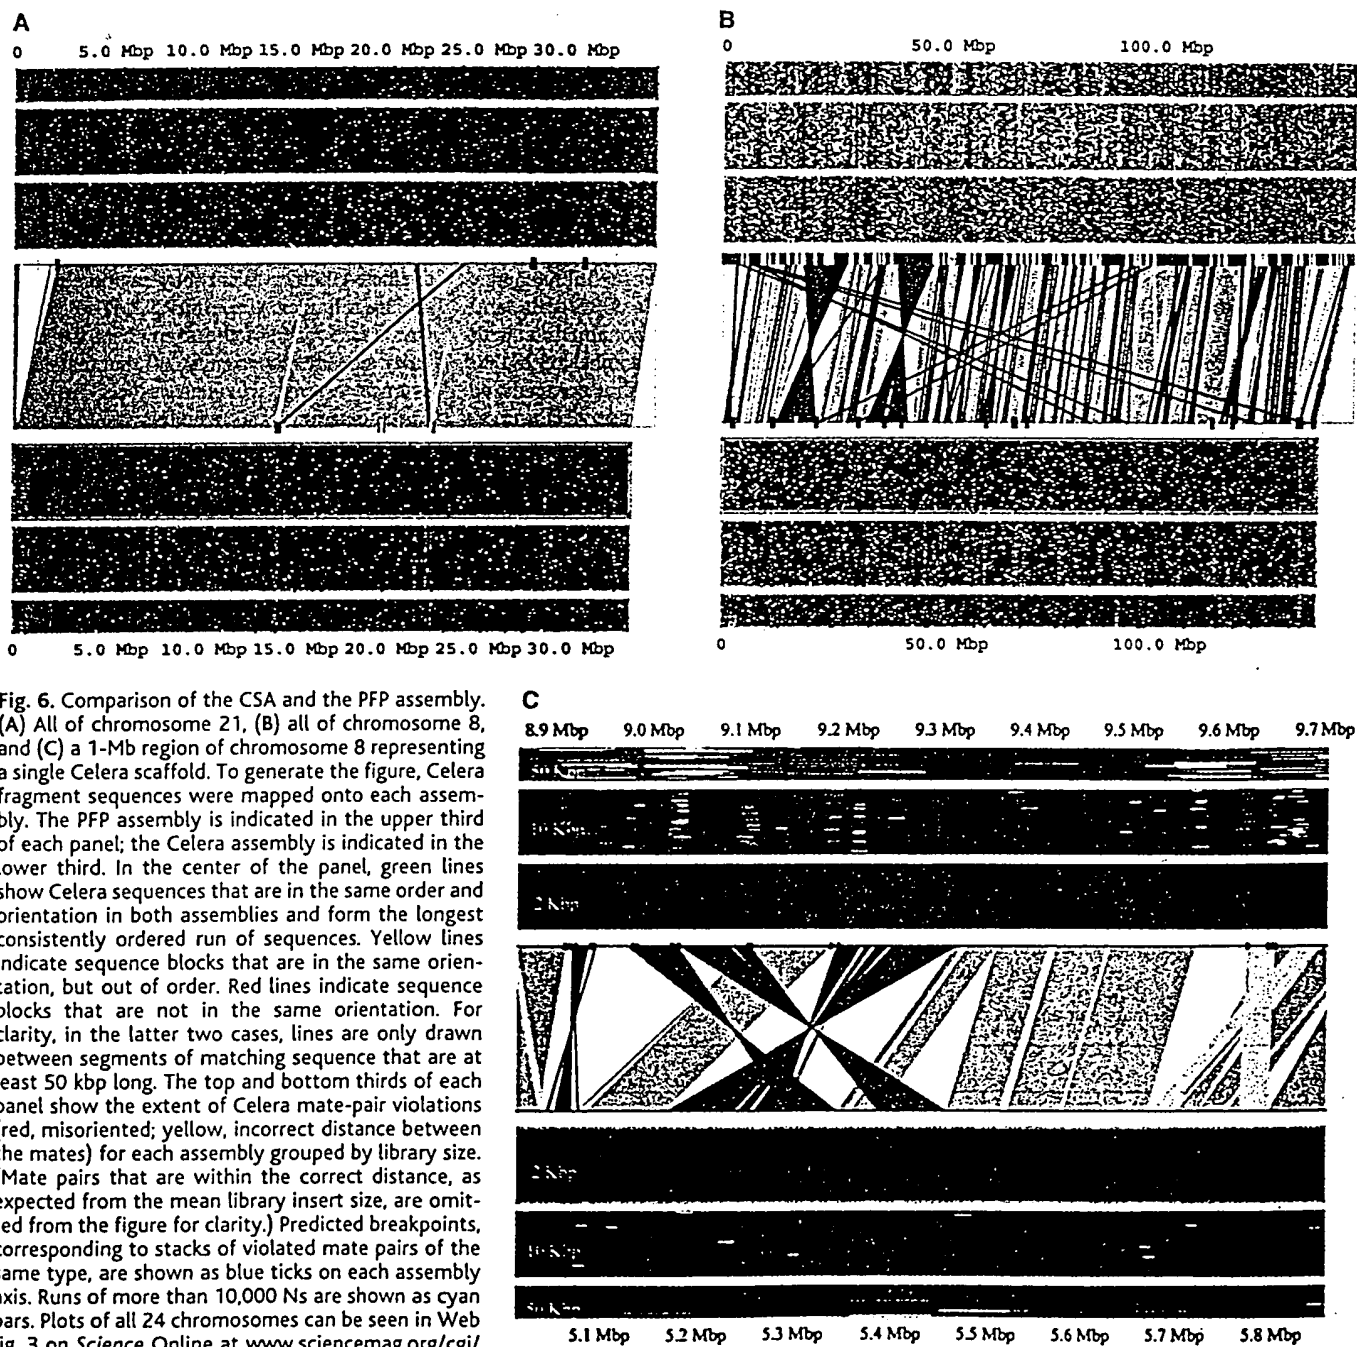 A
0 5.0 Mbp 10.0 Mbp 15.0 Mbp 20.0 Mbp 25.0 Mbp 30.0 Mbp
0 5.0 Mbp 10.0 Mbp 15.0 Mbp 20.0 Mbp 25.0 Mbp 30.0 Mbp
B
0 50.0 Mbp 100.0 Mbp
0 50.0 Mbp 100.0 Mbp
Fig. 6. Comparison of the CSA and the PFP assembly.
(A) All of chromosome 21, (B) all of chromosome 8,
and (C) a 1-Mb region of chromosome 8 representing
a single Celera scaffold. To generate the figure, Celera
fragment sequences were mapped onto each assem-
bly. The PFP assembly is indicated in the upper third
of each panel; the Celera assembly is indicated in the
lower third. In the center of the panel, green lines
show Celera sequences that are in the same order and
orientation in both assemblies and form the longest
consistently ordered run of sequences. Yellow lines
indicate sequence blocks that are in the same orien-
tation, but out of order. Red lines indicate sequence
blocks that are not in the same orientation. For
clarity, in the latter two cases, lines are only drawn
between segments of matching sequence that are at
least 50 kbp long. The top and bottom thirds of each
panel show the extent of Celera mate-pair violations
(red, misoriented; yellow, incorrect distance between
the mates) for each assembly grouped by library size.
(Mate pairs that are within the correct distance, as
expected from the mean library insert size, are omit-
ted from the figure for clarity.) Predicted breakpoints,
corresponding to stacks of violated mate pairs of the
same type, are shown as blue ticks on each assembly
axis. Runs of more than 10,000 Ns are shown as cyan
bars. Plots of all 24 chromosomes can be seen in Web
fig. 3 on Science Online at www.sciencemag.org/cgi/
C
8.9 Mbp 9.0 Mbp 9.1 Mbp 9.2 Mbp 9.3 Mbp 9.4 Mbp 9.5 Mbp 9.6 Mbp 9.7 Mbp
50 Kbp
10 Kbp
2 Kbp
2 Kbp
10 Kbp
50 Kbp
5.1 Mbp 5.2 Mbp 5.3 Mbp 5.4 Mbp 5.5 Mbp 5.6 Mbp 5.7 Mbp 5.8 Mbp